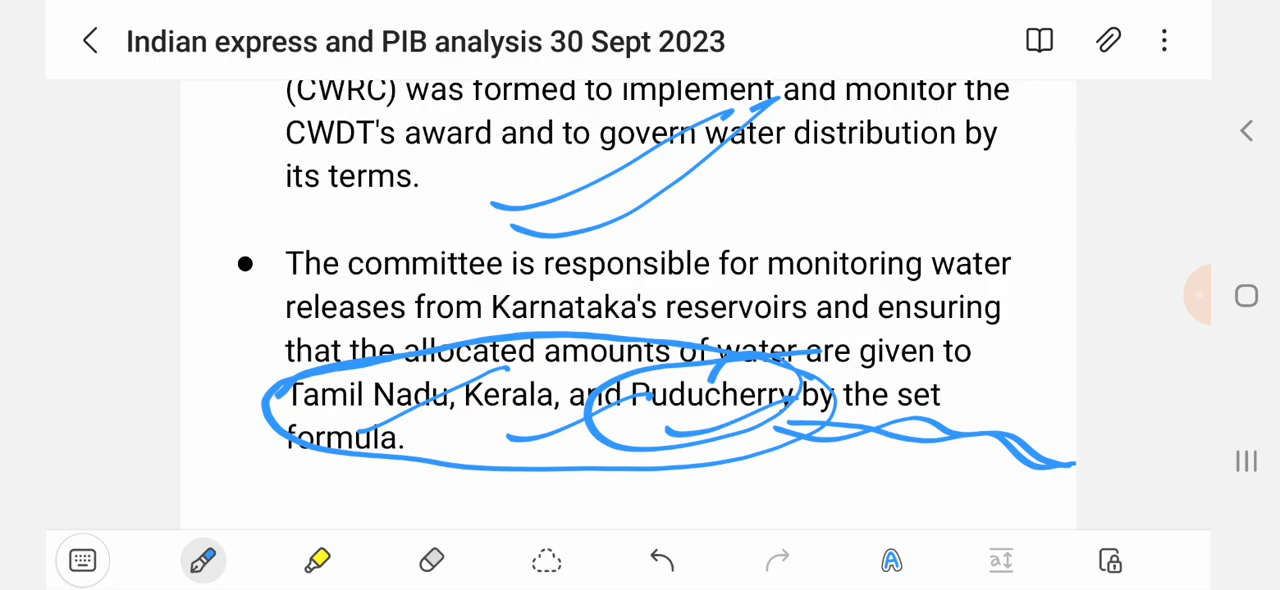 Indian express and PIB analysis 30 Sept 2023
(CWRC) was formed to implement and monitor the
CWDT's award and to govern water distribution by
its terms.
● The committee is responsible for monitoring water
releases from Karnataka's reservoirs and ensuring
that the allocated amounts of water are given to
Tamil Nadu, Kerala, and Puducherry by the set
formula.